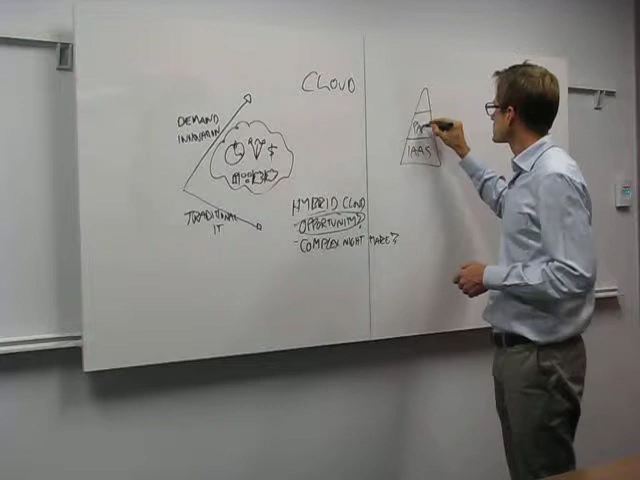 CLOUD
DEMAND
INNOVATION
$
TRADITIONAL
IT
HYBRID CLOUD
- OPPORTUNITY?
- COMPLEX NIGHTMARE?
IAAS